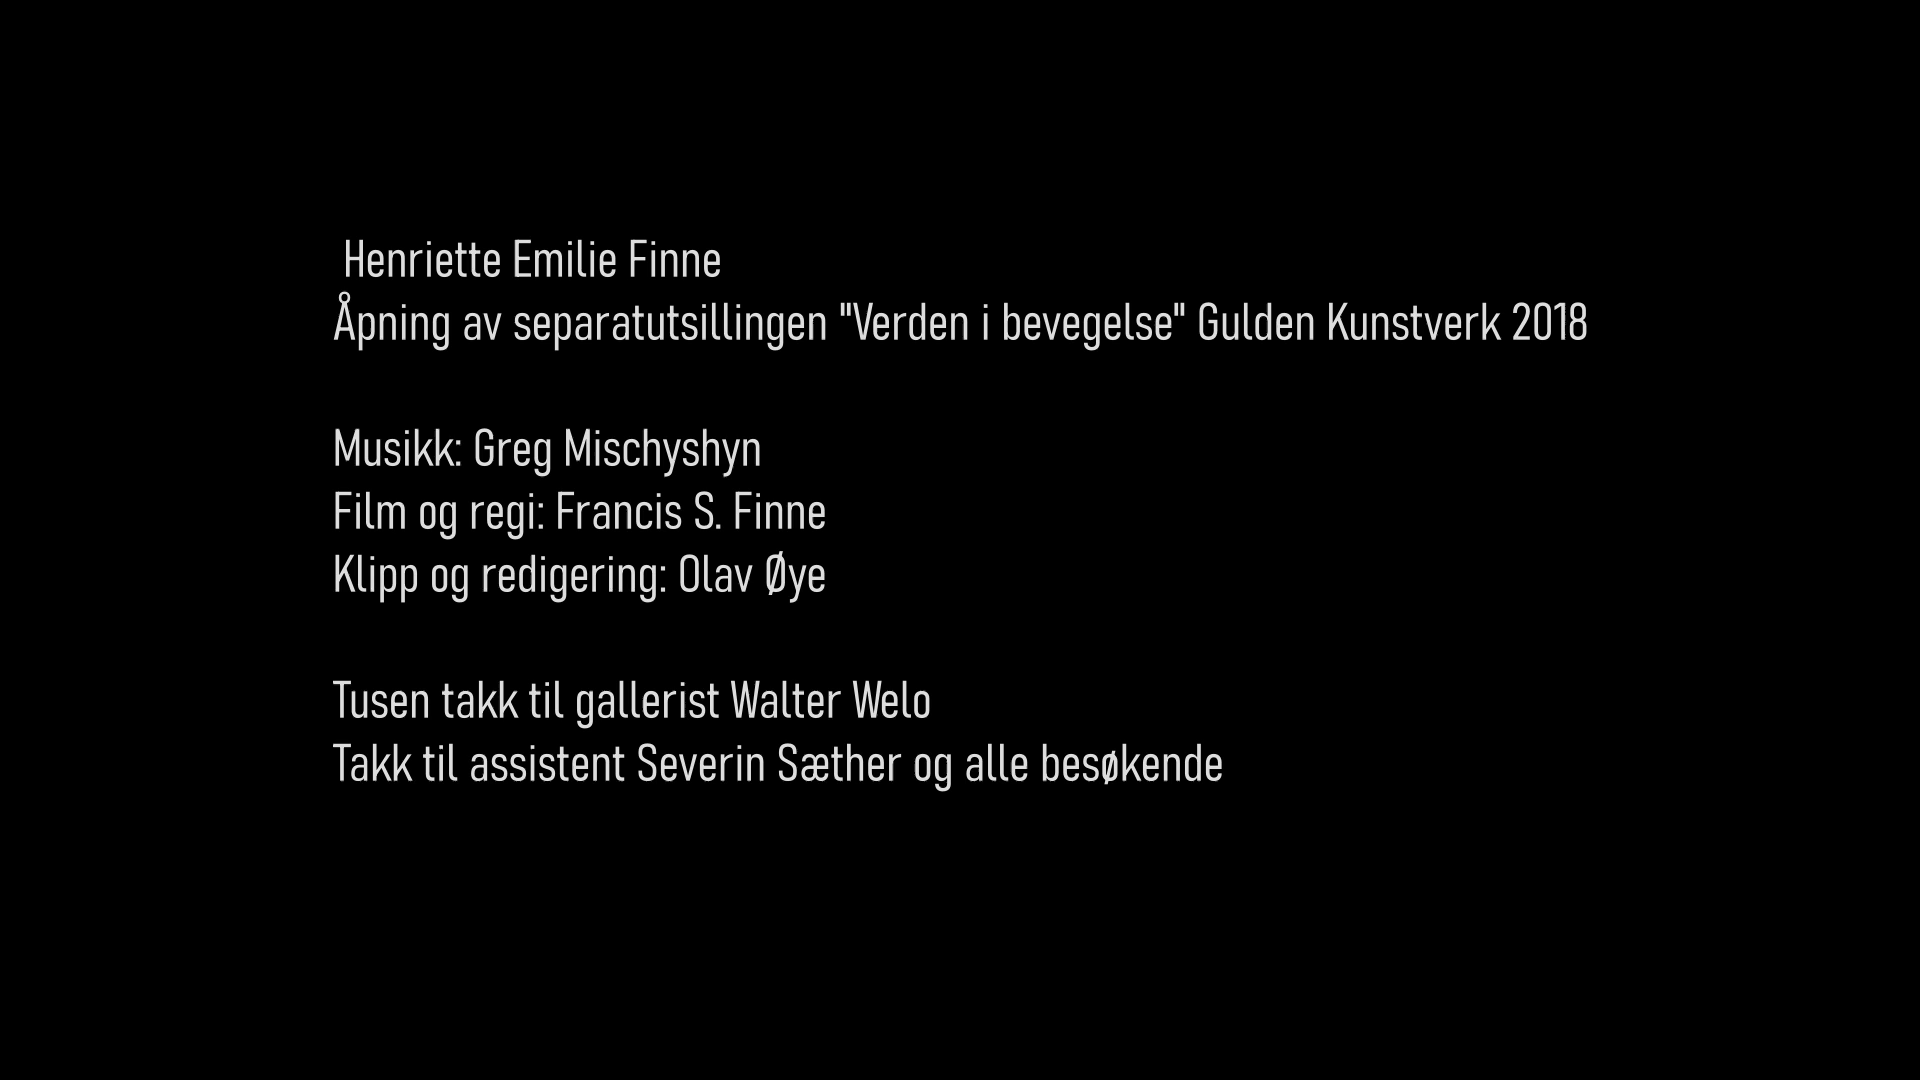 Henriette Emilie Finne
Åpning av separatutsillingen "Verden i bevegelse" Gulden Kunstverk 2018
Musikk: Greg Mischyshyn
Film og regi: Francis S. Finne
Klipp og redigering: Olav Øye
Tusen takk til gallerist Walter Welo
Takk til assistent Severin Sæther og alle besøkende